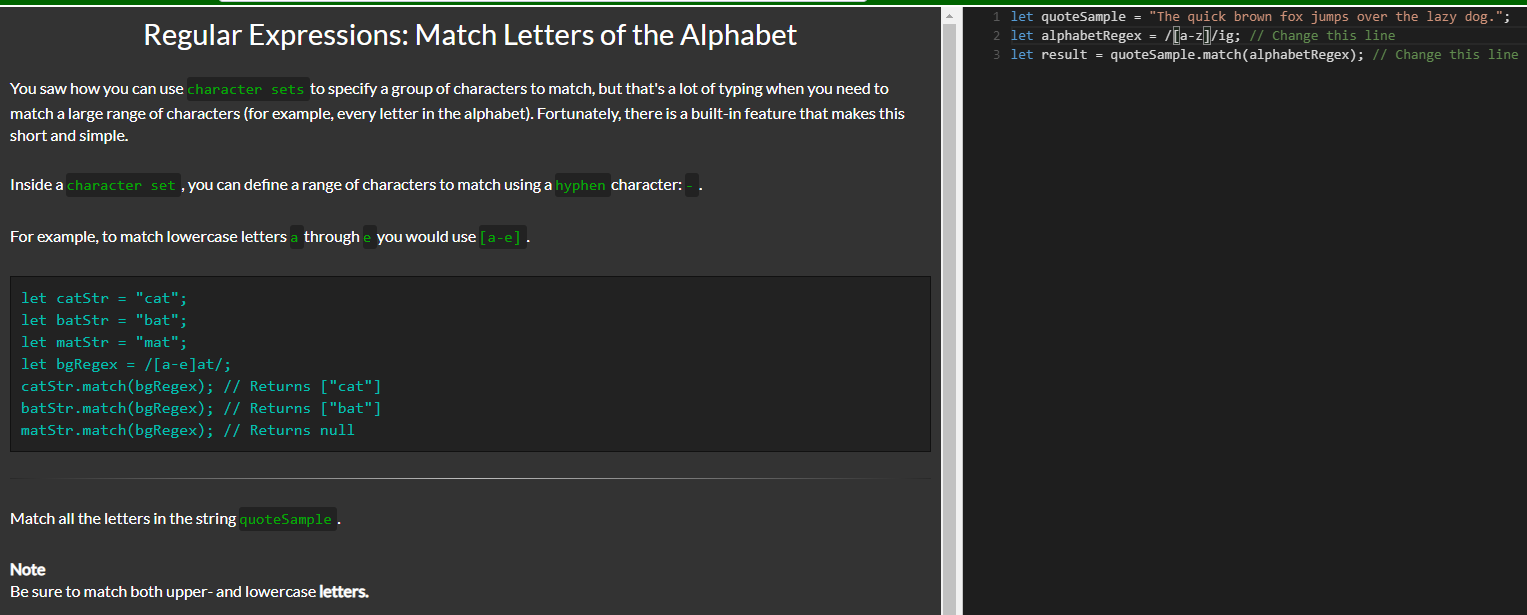 Regular Expressions: Match Letters of the Alphabet
You saw how you can use character sets to specify a group of characters to match, but that's a lot of typing when you need to
match a large range of characters (for example, every letter in the alphabet). Fortunately, there is a built-in feature that makes this
short and simple.
Inside a character set , you can define a range of characters to match using a hyphen character: - .
For example, to match lowercase letters a through e you would use [a-e] .
let catStr = "cat";
let batStr = "bat";
let matStr = "mat";
let bgRegex = /[a-e]at/;
catStr.match(bgRegex); // Returns ["cat"]
batStr.match(bgRegex); // Returns ["bat"]
matStr.match(bgRegex); // Returns null
Match all the letters in the string quoteSample .
Note
Be sure to match both upper- and lowercase letters.
1 let quoteSample = "The quick brown fox jumps over the lazy dog.";
2 let alphabetRegex = /[a-z]/ig; // Change this line
3 let result = quoteSample.match(alphabetRegex); // Change this line